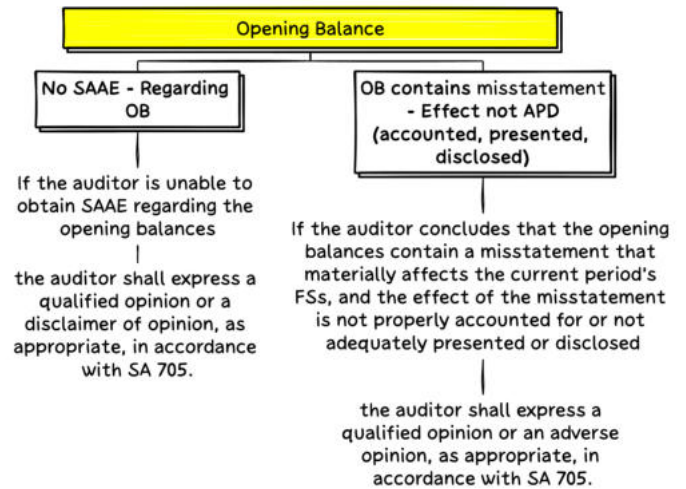 Opening Balance
No SAAE - Regarding
OB
If the auditor is unable to
obtain SAAE regarding the
opening balances
the auditor shall express a
qualified opinion or a
disclaimer of opinion, as
appropriate, in accordance
with SA 705.
OB contains misstatement
- Effect not APD
(accounted, presented,
disclosed)
If the auditor concludes that the opening
balances contain a misstatement that
materially affects the current period's
FSs, and the effect of the misstatement
is not properly accounted for or not
adequately presented or disclosed
the auditor shall express a
qualified opinion or an adverse
opinion, as appropriate, in
accordance with SA 705.